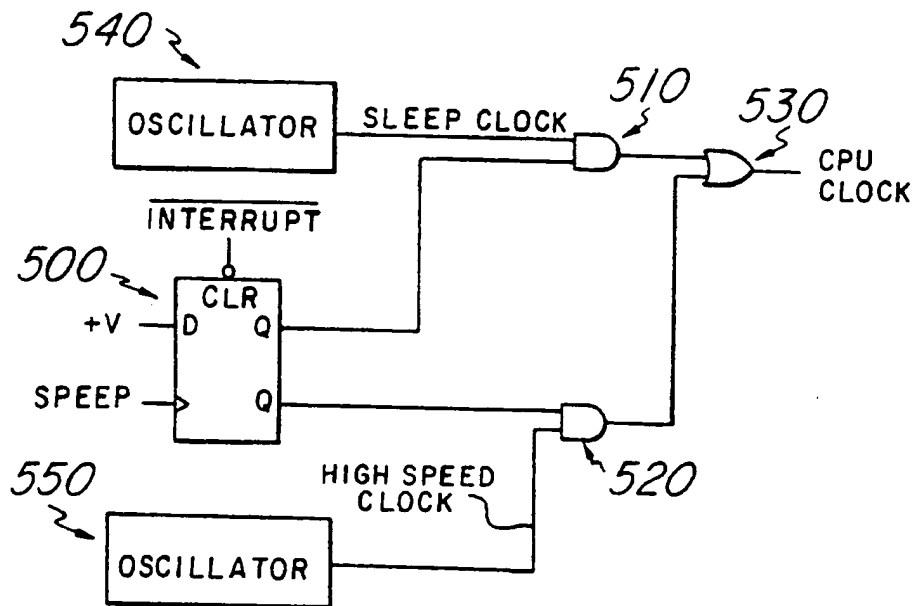 540
OSCILLATOR
SLEEP CLOCK
510
530
CPU
CLOCK
INTERRUPT
500
CLR
+V
D
Q
SPEEP
Q
520
550
HIGH SPEED
CLOCK
OSCILLATOR